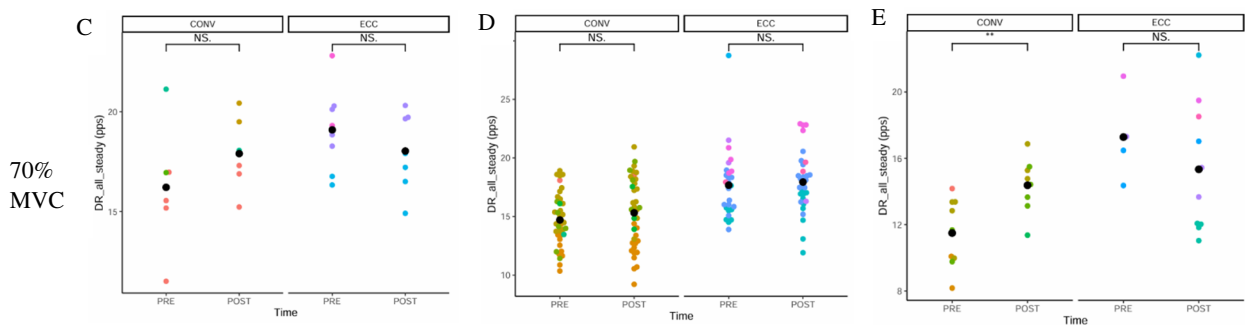 C
CONV ECC
NS. NS.
DR_all_steady (pps)
20
15
PRE POST PRE POST
Time
D
CONV ECC
NS. NS.
DR_all_steady (pps)
25
20
15
10
PRE POST PRE POST
Time
E
CONV ECC
** NS.
DR_all_steady (pps)
20
16
12
8
PRE POST PRE POST
Time
70%
MVC